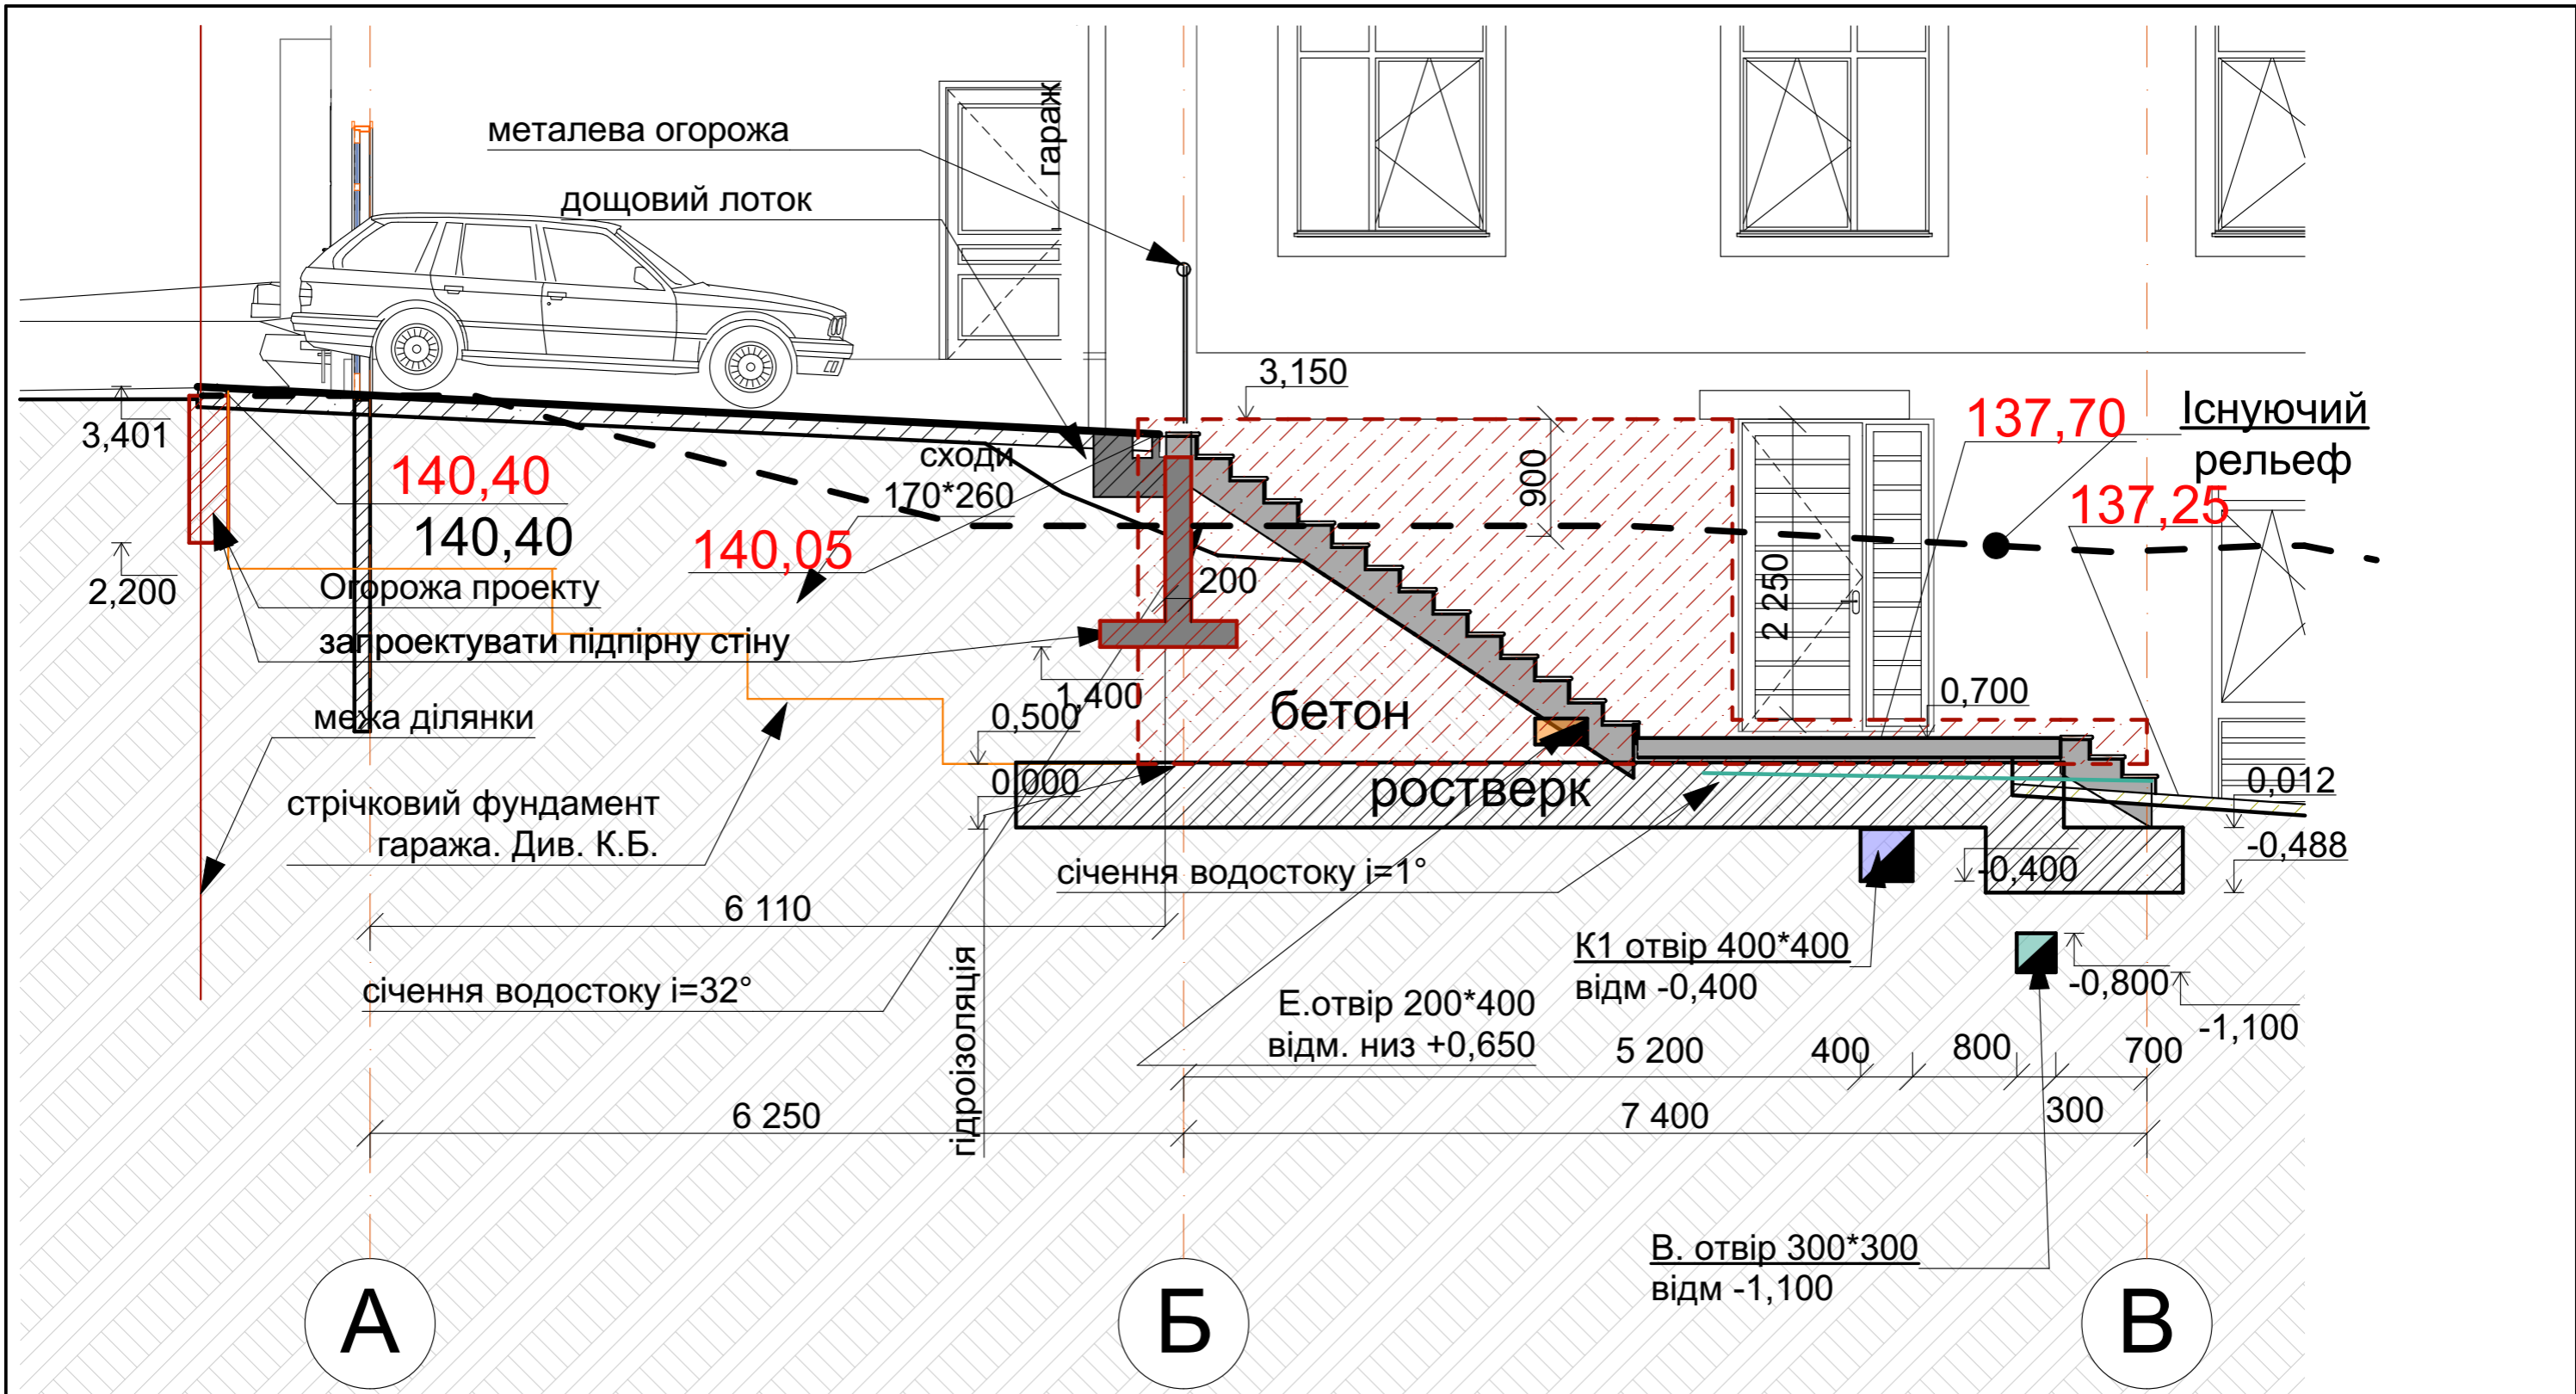 металева огорожа
гараж
дощовий лоток
3,150
3,401
137,70
Існуючий
рельеф
сходи
170*260
900
140,40
140,40
140,05
137,25
2,200
Огорожа проекту
200
2 250
запроектувати підпірну стіну
1,400
межа ділянки
0,500
бетон
0,700
0,000
ростверк
0,012
стрічковий фундамент
гаража. Див. К.Б.
січення водостоку і=1°
-0,400
-0,488
6 110
К1 отвір 400*400
відм -0,400
січення водостоку і=32°
гідроізоляція
Е.отвір 200*400
відм. низ +0,650
-0,800
-1,100
5 200
400
800
700
6 250
7 400
300
В. отвір 300*300
відм -1,100
А
Б
В